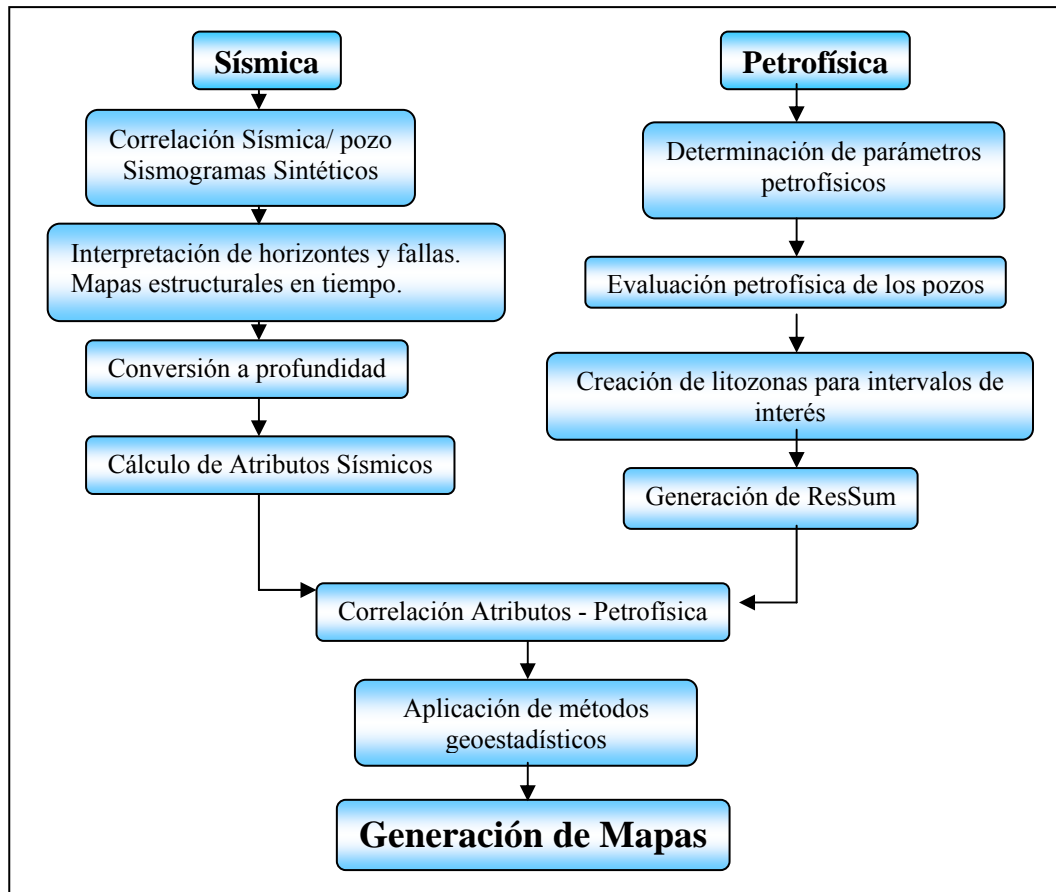 Sísmica
Correlación Sísmica/ pozo
Sismogramas Sintéticos
Interpretación de horizontes y fallas.
Mapas estructurales en tiempo.
Conversión a profundidad
Cálculo de Atributos Sísmicos
Petrofísica
Determinación de parámetros
petrofísicos
Evaluación petrofísica de los pozos
Creación de litozonas para intervalos de
interés
Generación de ResSum
Correlación Atributos - Petrofísica
Aplicación de métodos
geoestadísticos
Generación de Mapas